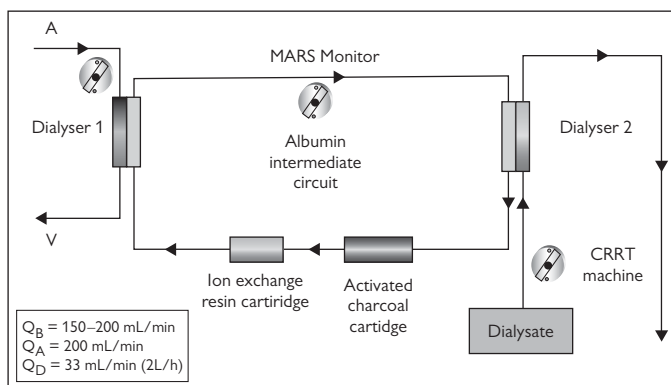 A
MARS Monitor
Dialyser 1
Dialyser 2
Albumin
intermediate
circuit
V
CRRT
machine
Ion exchange
resin cartiridge
Activated
charcoal
cartidge
Dialysate
Q_B = 150–200 mL/min
Q_A = 200 mL/min
Q_D = 33 mL/min (2L/h)